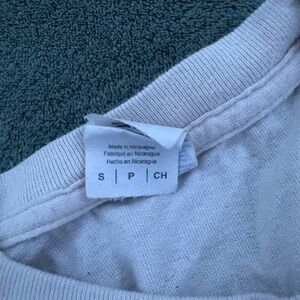 Made in Nicaragua
Fabriqué en Nicaragua
Hecho en Nicaragua
S | P | CH